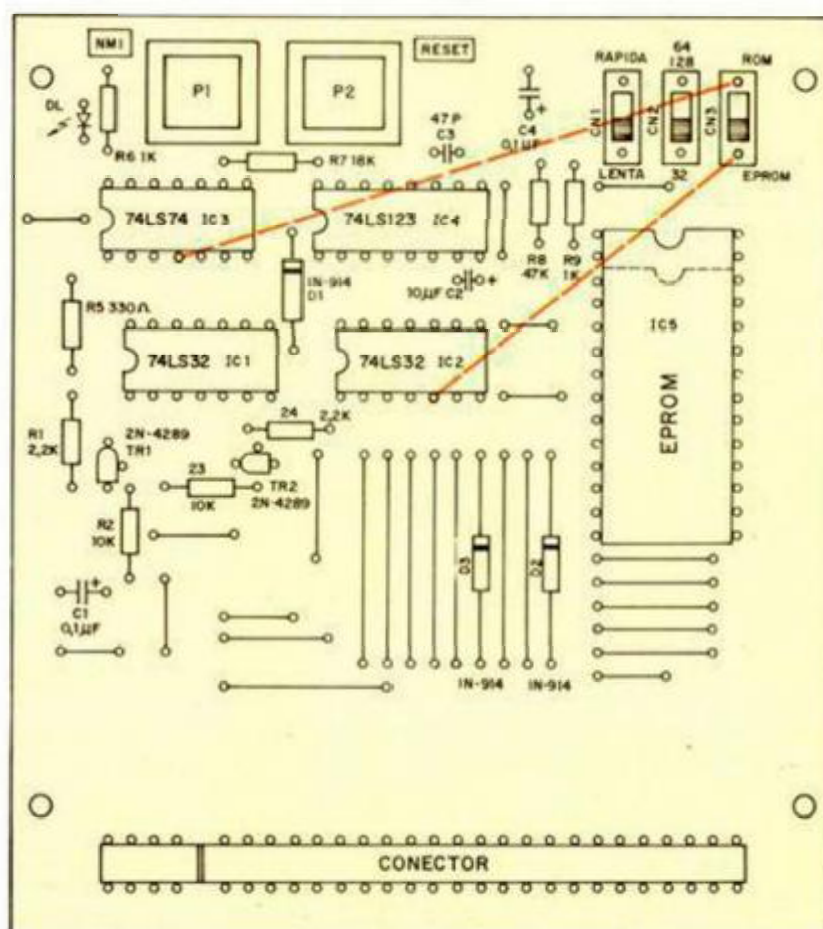 NMI
RESET
P1
P2
DL
R6 1K
R7 18K
47P
C3
C4
0,1µF
RAPIDA
64
128
ROM
CN1
CN2
CN3
LENTA
32
EPROM
74LS74 IC3
74LS123 IC4
R8
47K
R9
1K
IN-914
D1
10µF C2
R5 330Ω
74LS32 IC1
74LS32 IC2
IC5
EPROM
R1
2,2K
2N-4289
TR1
24
2,2K
23
10K
TR2
2N-4289
R2
10K
C1
0,1µF
D3
D2
IN-914
IN-914
CONECTOR